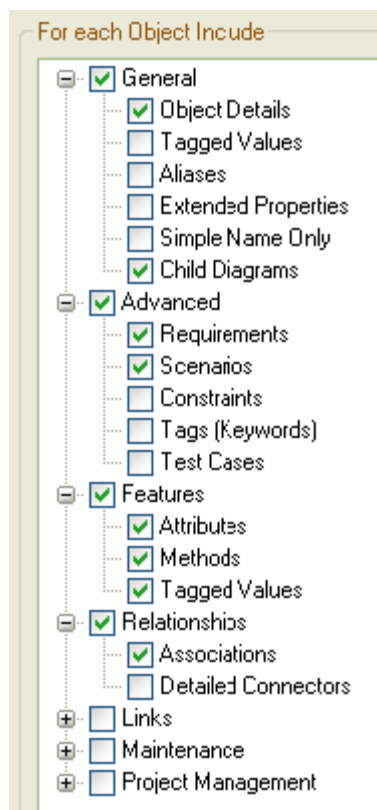 For each Object Incude
General
Object Details
Tagged Values
Aliases
Extended Properties
Simple Name Only
Child Diagrams
Advanced
Requirements
Scenarios
Constraints
Tags (Keywords)
Test Cases
Features
Attributes
Methods
Tagged Values
Relationships
Associations
Detailed Connectors
Links
Maintenance
Project Management